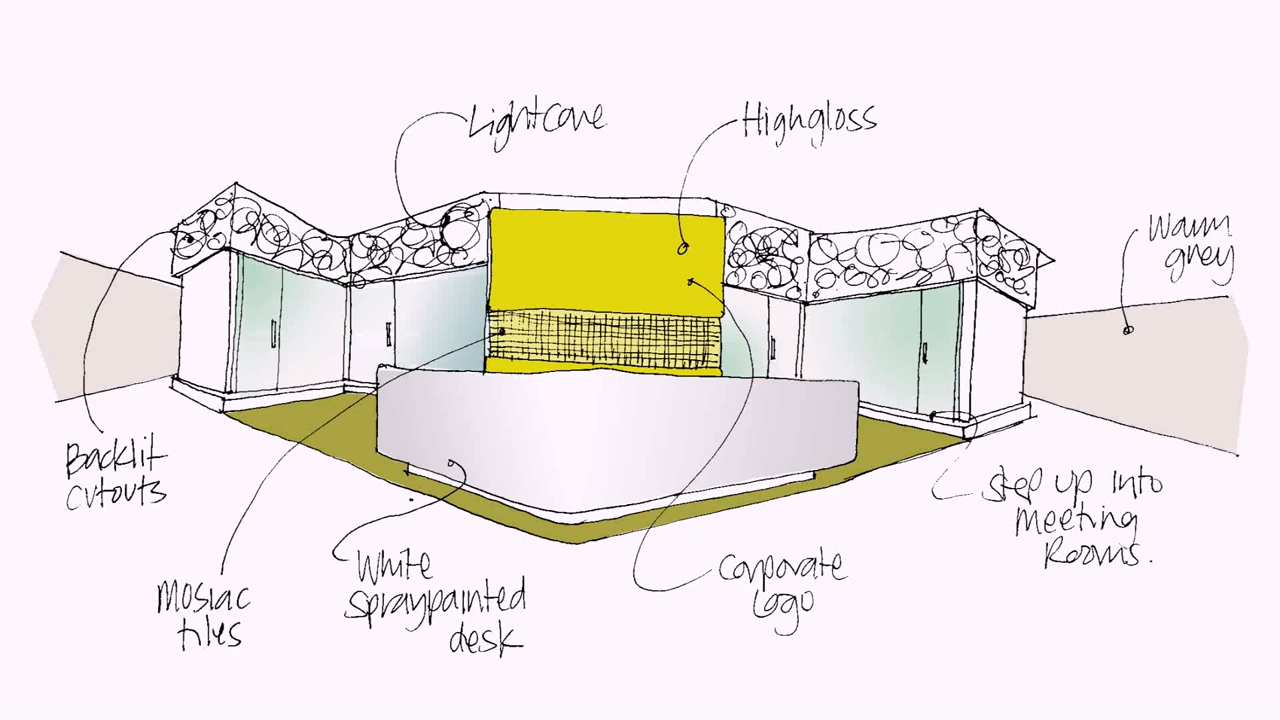 Lightcove
Highgloss
Warm
grey
Backlit
cutouts
Step up into
Meeting
Rooms.
White
spraypainted
desk
Corporate
Logo
Mosiac
tiles